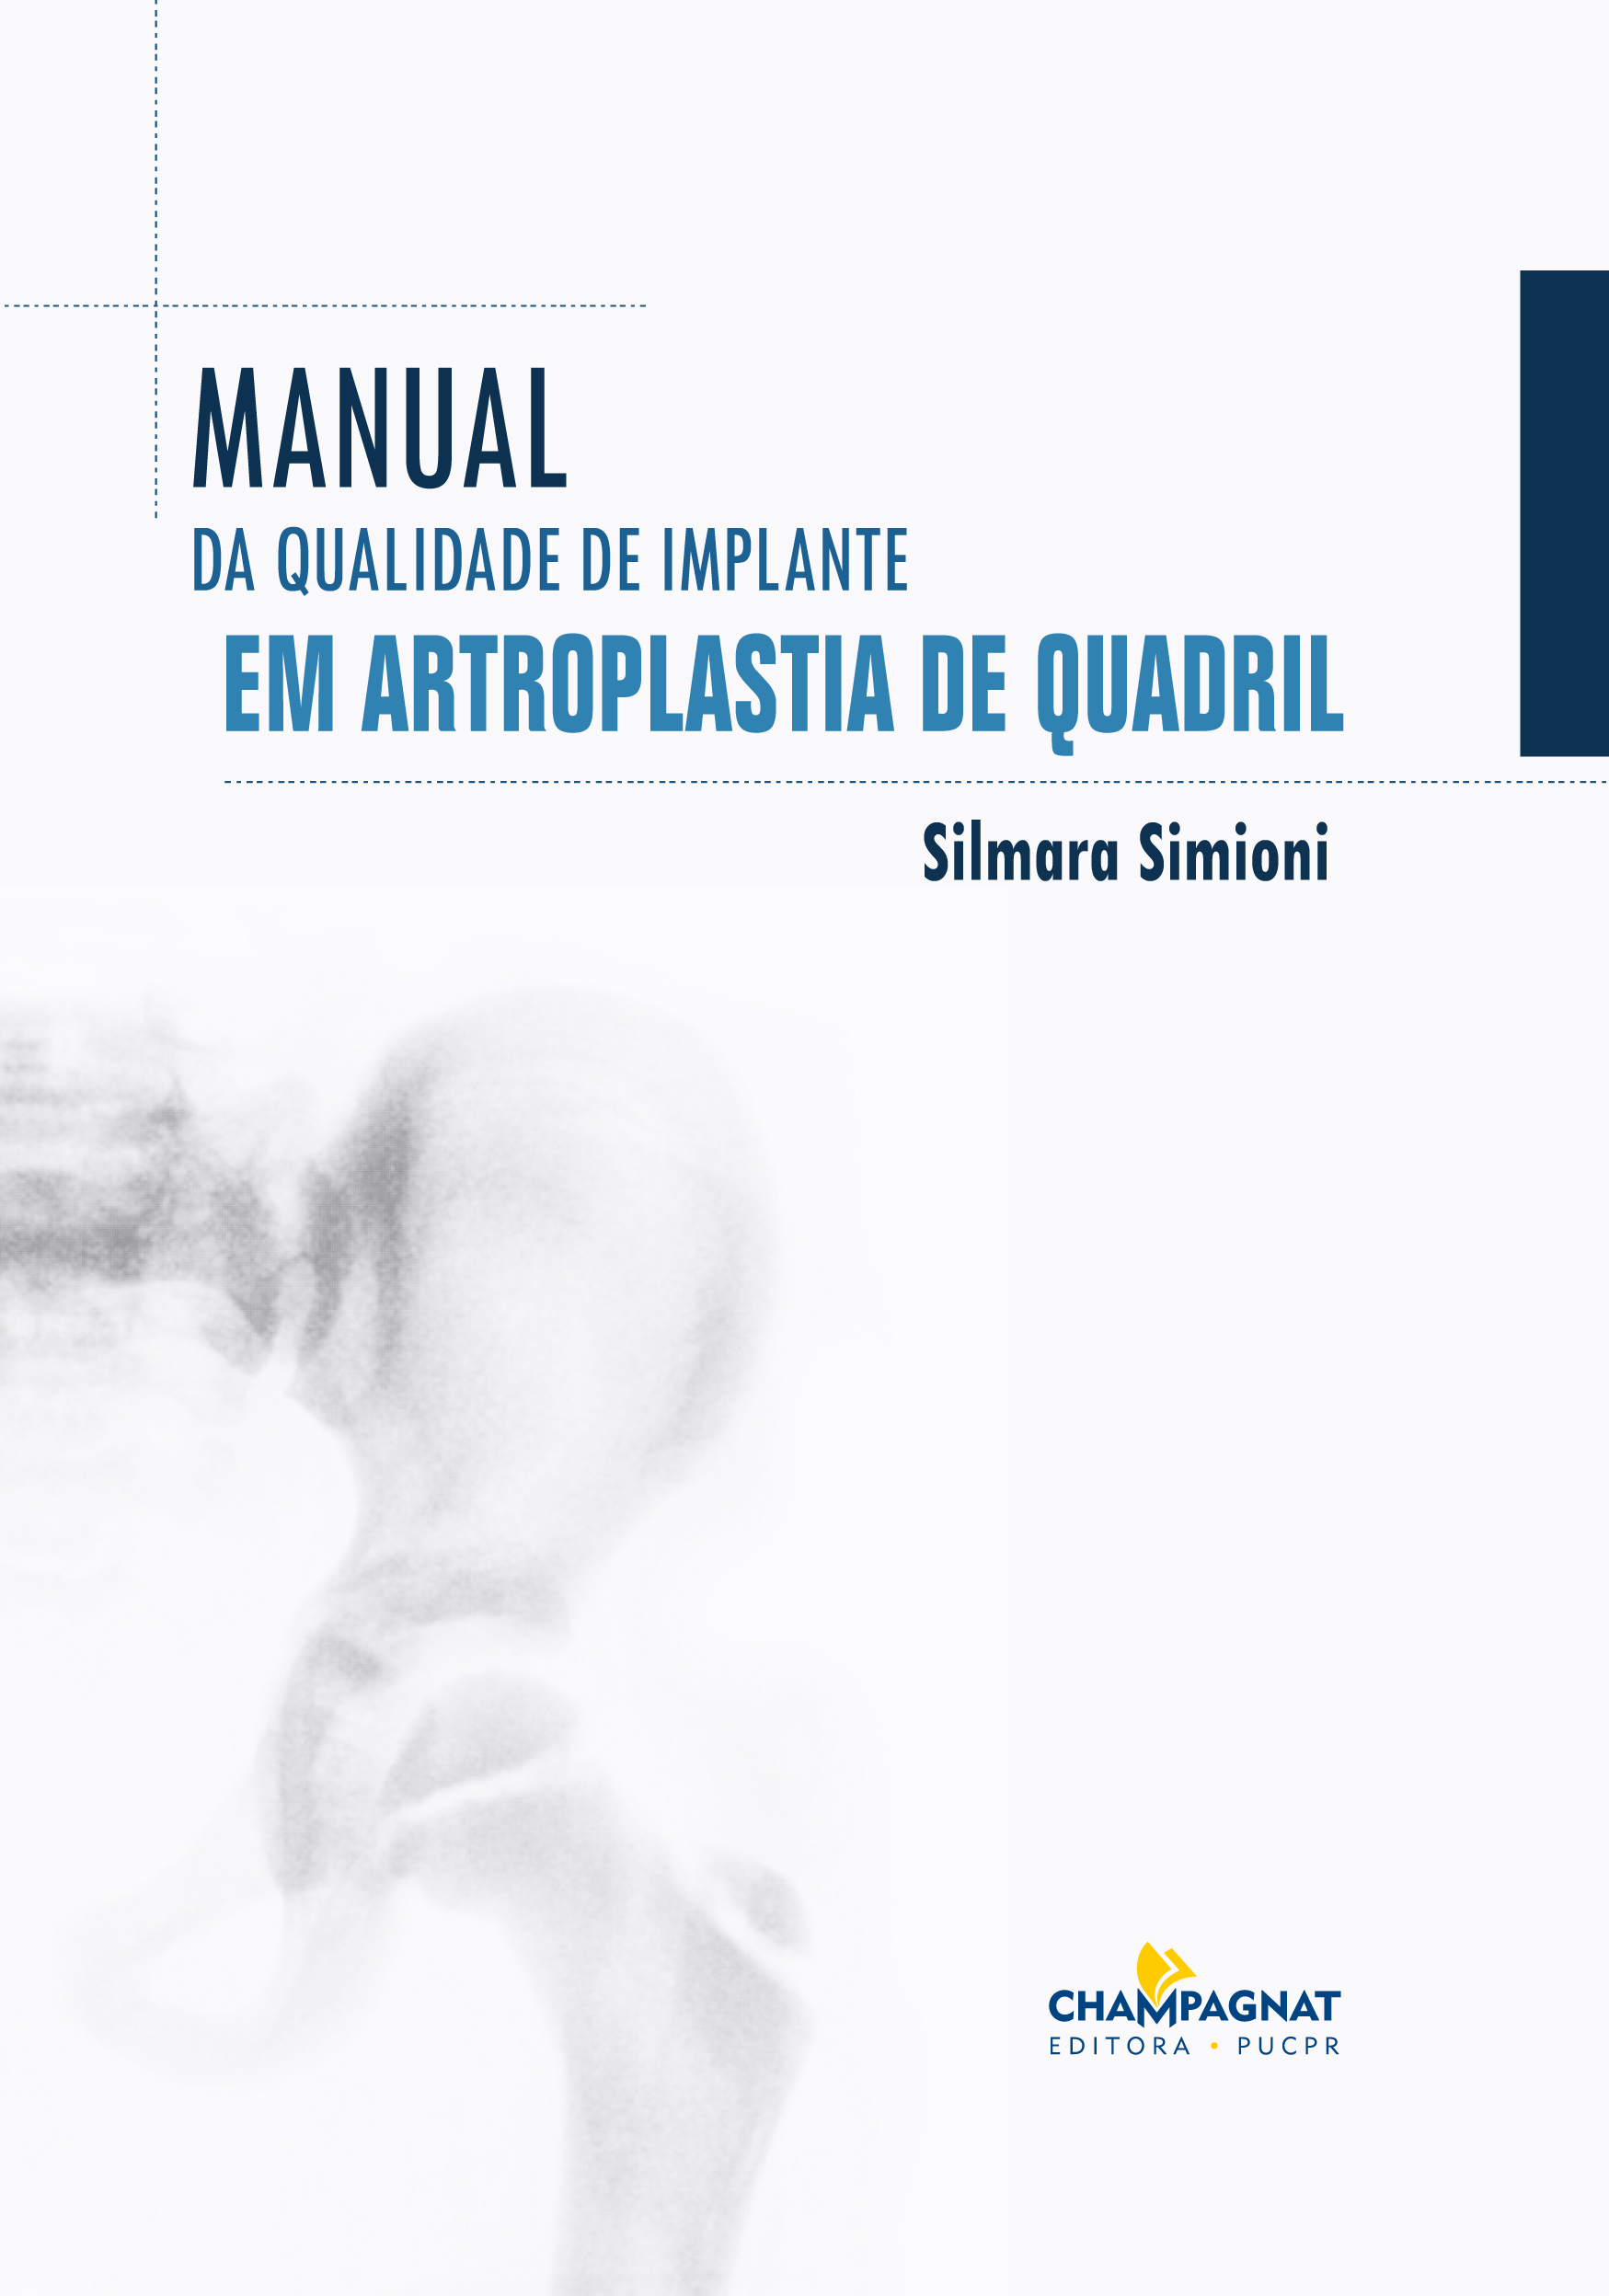 MANUAL
DA QUALIDADE DE IMPLANTE
EM ARTROPLASTIA DE QUADRIL
Silmara Simioni
CHAMPAGNAT
EDITORA • PUCPR